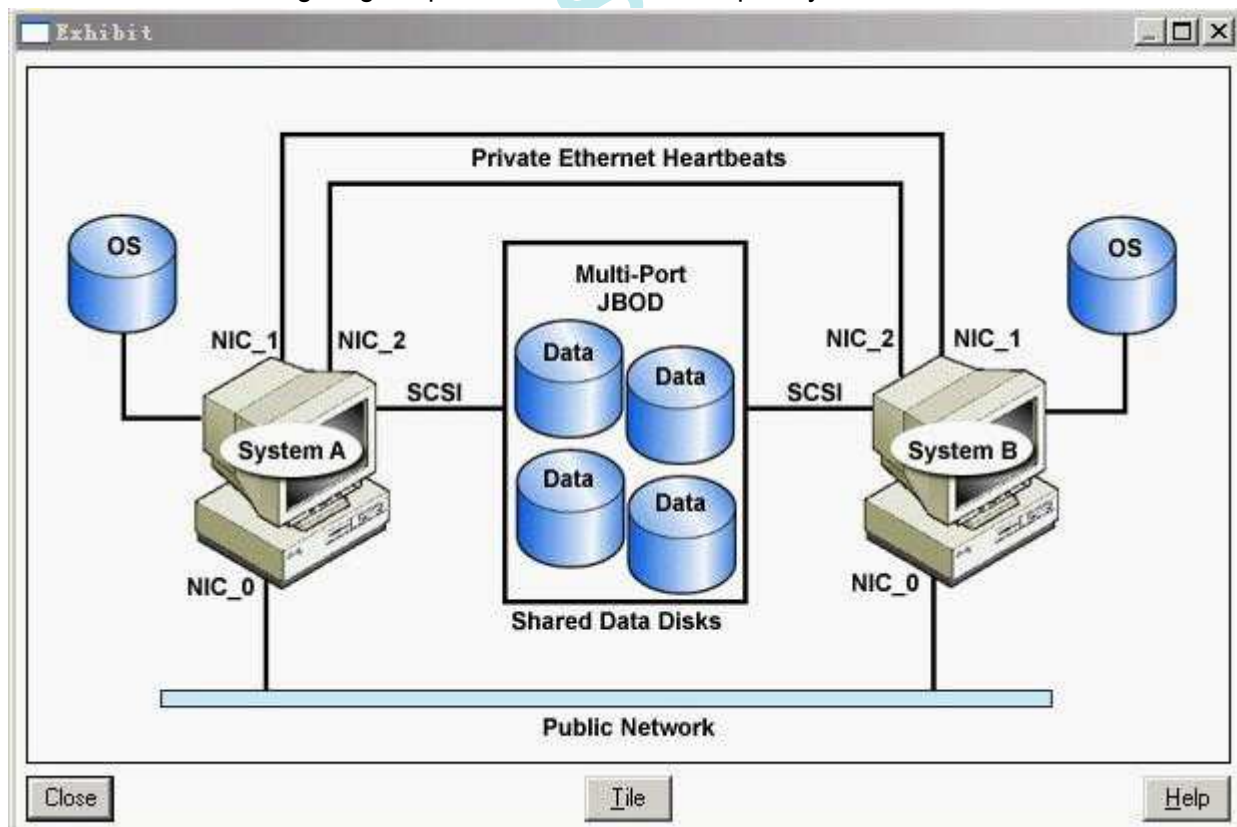 Exhibit
Private Ethernet Heartbeats
OS
OS
Multi-Port
JBOD
NIC_1
NIC_2
NIC_2
NIC_1
Data
Data
SCSI
SCSI
System A
System B
Data
Data
NIC_0
NIC_0
Shared Data Disks
Public Network
Close
Tile
Help